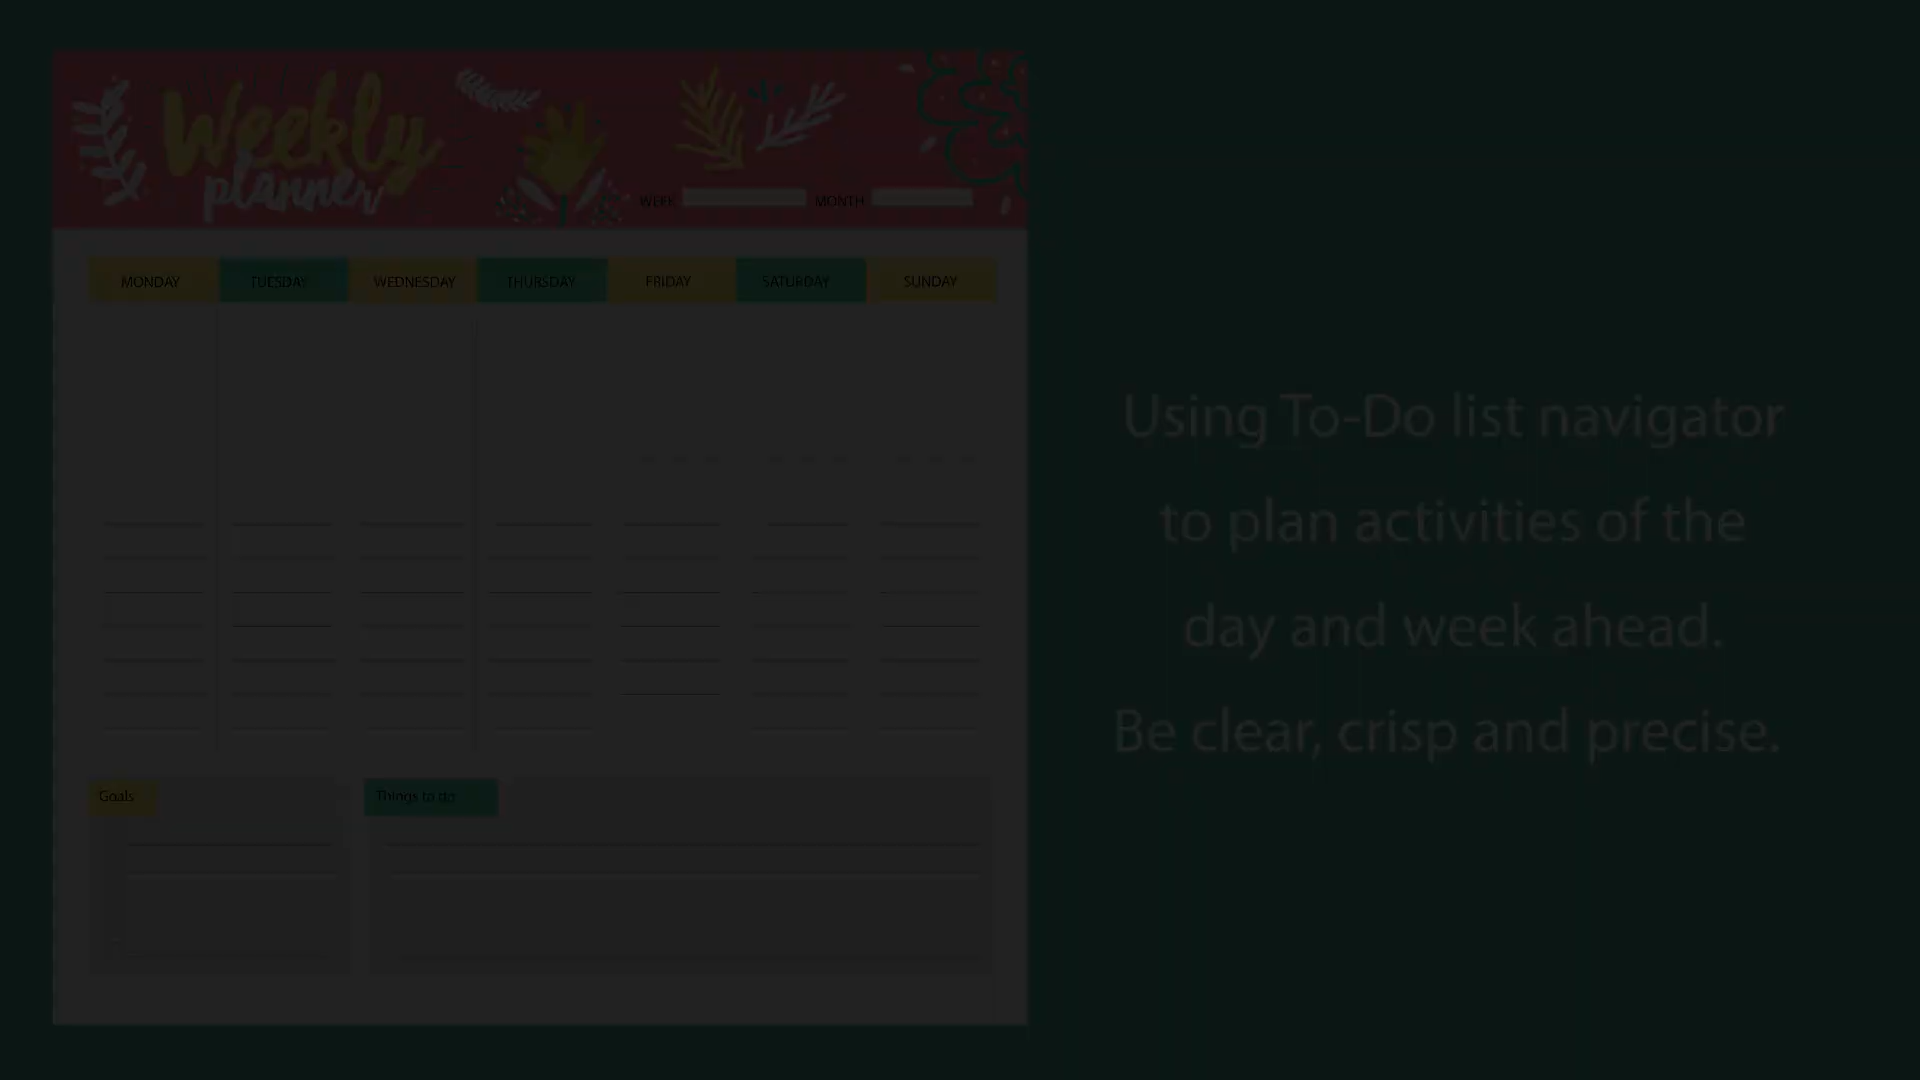 Weekly
planner
WEEK MONTH
MONDAY TUESDAY WEDNESDAY THURSDAY FRIDAY SATURDAY SUNDAY
Goals Things to do
Using To-Do list navigator
to plan activities of the
day and week ahead.
Be clear, crisp and precise.